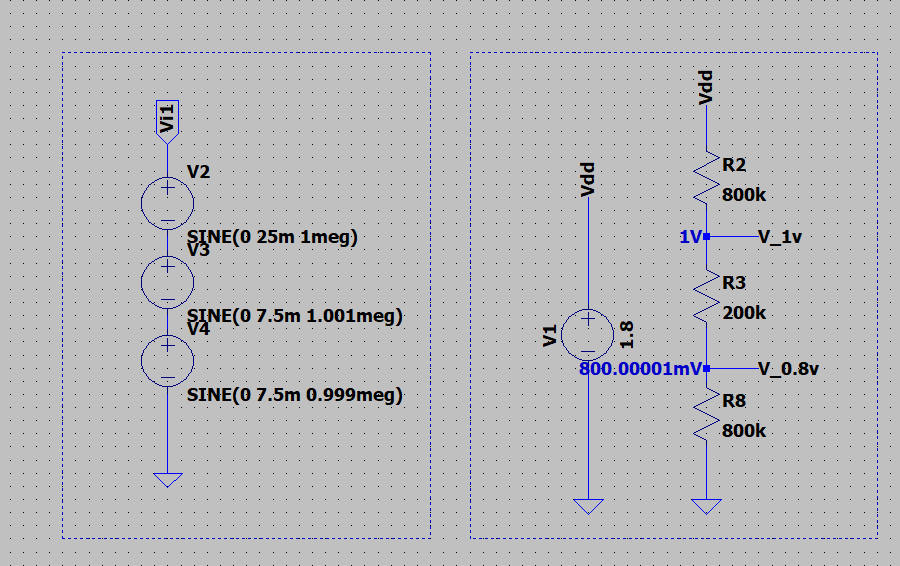 Vi1
V2
SINE(0 25m 1meg)
V3
SINE(0 7.5m 1.001meg)
V4
SINE(0 7.5m 0.999meg)
Vdd
V1
1.8
Vdd
R2
800k
1V
V_1v
R3
200k
800.00001mV
V_0.8v
R8
800k